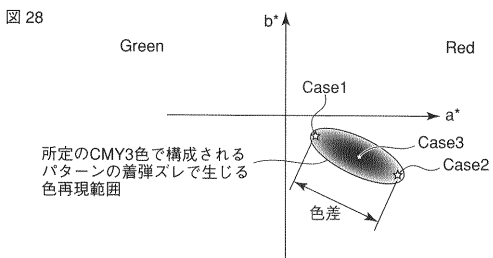 図 28
b*
Green
Red
Case1
a*
Case3
Case2
所定のCMY3色で構成される
パターンの着弾ズレで生じる
色再現範囲
色差